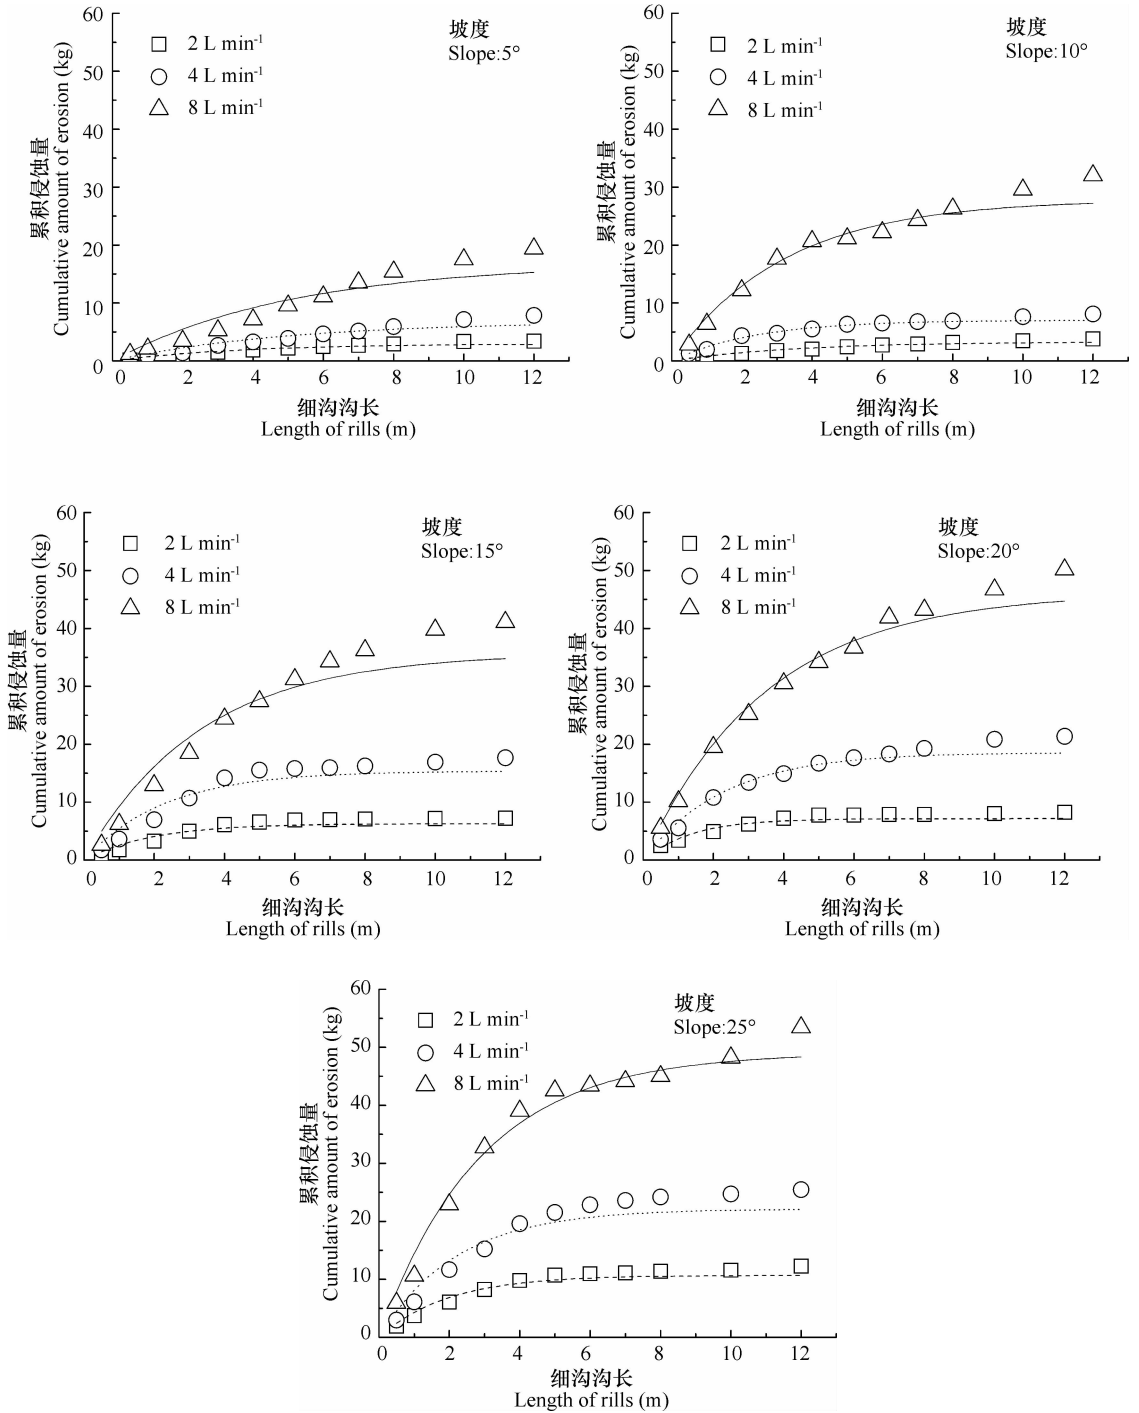 60
50
40
30
20
10
0
累积侵蚀量
Cumulative amount of erosion (kg)
2 L min-1
4 L min-1
8 L min-1
坡度
Slope:5°
0 2 4 6 8 10 12
细沟沟长
Length of rills (m)
60
50
40
30
20
10
0
累积侵蚀量
Cumulative amount of erosion (kg)
2 L min-1
4 L min-1
8 L min-1
坡度
Slope:10°
0 2 4 6 8 10 12
细沟沟长
Length of rills (m)
60
50
40
30
20
10
0
累积侵蚀量
Cumulative amount of erosion (kg)
2 L min-1
4 L min-1
8 L min-1
坡度
Slope:15°
0 2 4 6 8 10 12
细沟沟长
Length of rills (m)
60
50
40
30
20
10
0
累积侵蚀量
Cumulative amount of erosion (kg)
2 L min-1
4 L min-1
8 L min-1
坡度
Slope:20°
0 2 4 6 8 10 12
细沟沟长
Length of rills (m)
60
50
40
30
20
10
0
累积侵蚀量
Cumulative amount of erosion (kg)
2 L min-1
4 L min-1
8 L min-1
坡度
Slope:25°
0 2 4 6 8 10 12
细沟沟长
Length of rills (m)